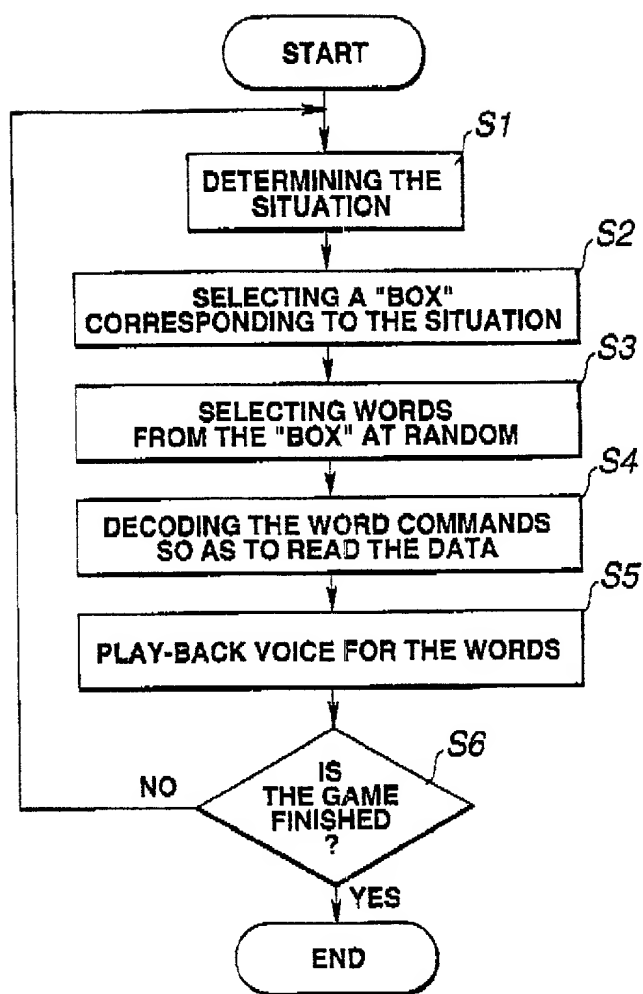 START
S1
DETERMINING THE
SITUATION
S2
SELECTING A "BOX"
CORRESPONDING TO THE SITUATION
S3
SELECTING WORDS
FROM THE "BOX" AT RANDOM
S4
DECODING THE WORD COMMANDS
SO AS TO READ THE DATA
S5
PLAY-BACK VOICE FOR THE WORDS
S6
IS
THE GAME
FINISHED
?
NO
YES
END